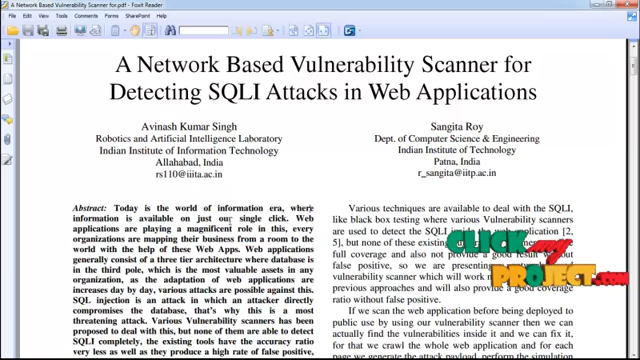 A Network Based Vulnerability Scanner for.pdf - Foxit Reader
File Edit View Tools Comments Forms SharePoint Help
A Network Based Vulnerability Scanner for
Detecting SQLI Attacks in Web Applications
Avinash Kumar Singh
Robotics and Artificial Intelligence Laboratory
Indian Institute of Information Technology
Allahabad, India
rs110@iiita.ac.in
Sangita Roy
Dept. of Computer Science & Engineering
Indian Institute of Technology
Patna, India
r_sangita@iitp.ac.in
Abstract: Today is the world of information era, where
information is available on just our single click. Web
applications are playing a magnificent role in this, every
organizations are mapping their business from a room to the
world with the help of these Web Apps. Web applications
generally consist of a three tier architecture where database is
in the third pole, which is the most valuable assets in any
organization, as the adaptation of web applications are
increases day by day, various attacks are possible against this.
SQL injection is an attack in which an attacker directly
compromises the database, that's why this is a most
threatening attack. Various Vulnerability scanners has been
proposed to deal with this, but none of them are able to detect
SQLI completely, the existing tools have the accuracy ratio
very less as well as they produce a high rate of false positive,
Various techniques are available to deal with the SQLI,
like black box testing where various Vulnerability scanners
are used to detect the SQLI inside the web application [2,
5], but none of these existing
full coverage and also not provide a good result without
false positive, so we are presenting
vulnerability scanner which will work
previous approaches and will also provide a good coverage
ratio without false positive.
If we scan the web application before being deployed to
public use by using our vulnerability scanner then we can
actually find the vulnerabilities inside it and we can fix it,
for that we crawl the whole web application and for each
page we generate the attack payload, perform the simulation
CLICK my
PROJECT.COM